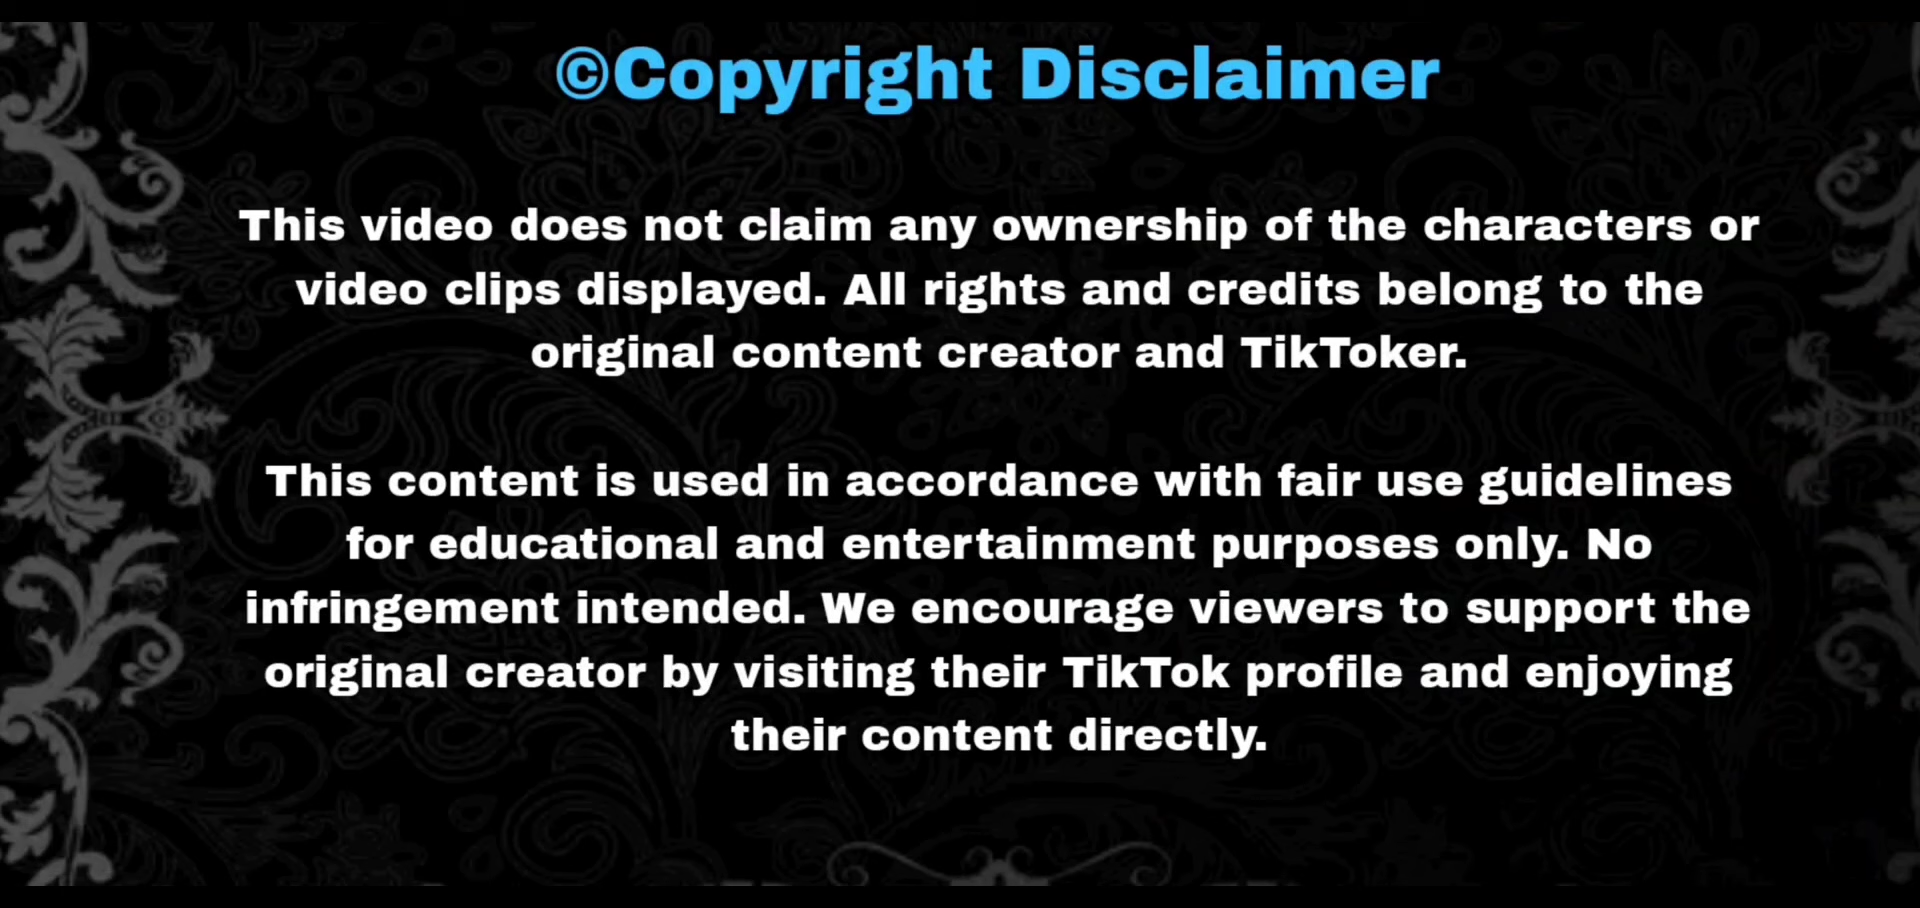 ©Copyright Disclaimer
This video does not claim any ownership of the characters or
video clips displayed. All rights and credits belong to the
original content creator and TikToker.
This content is used in accordance with fair use guidelines
for educational and entertainment purposes only. No
infringement intended. We encourage viewers to support the
original creator by visiting their TikTok profile and enjoying
their content directly.